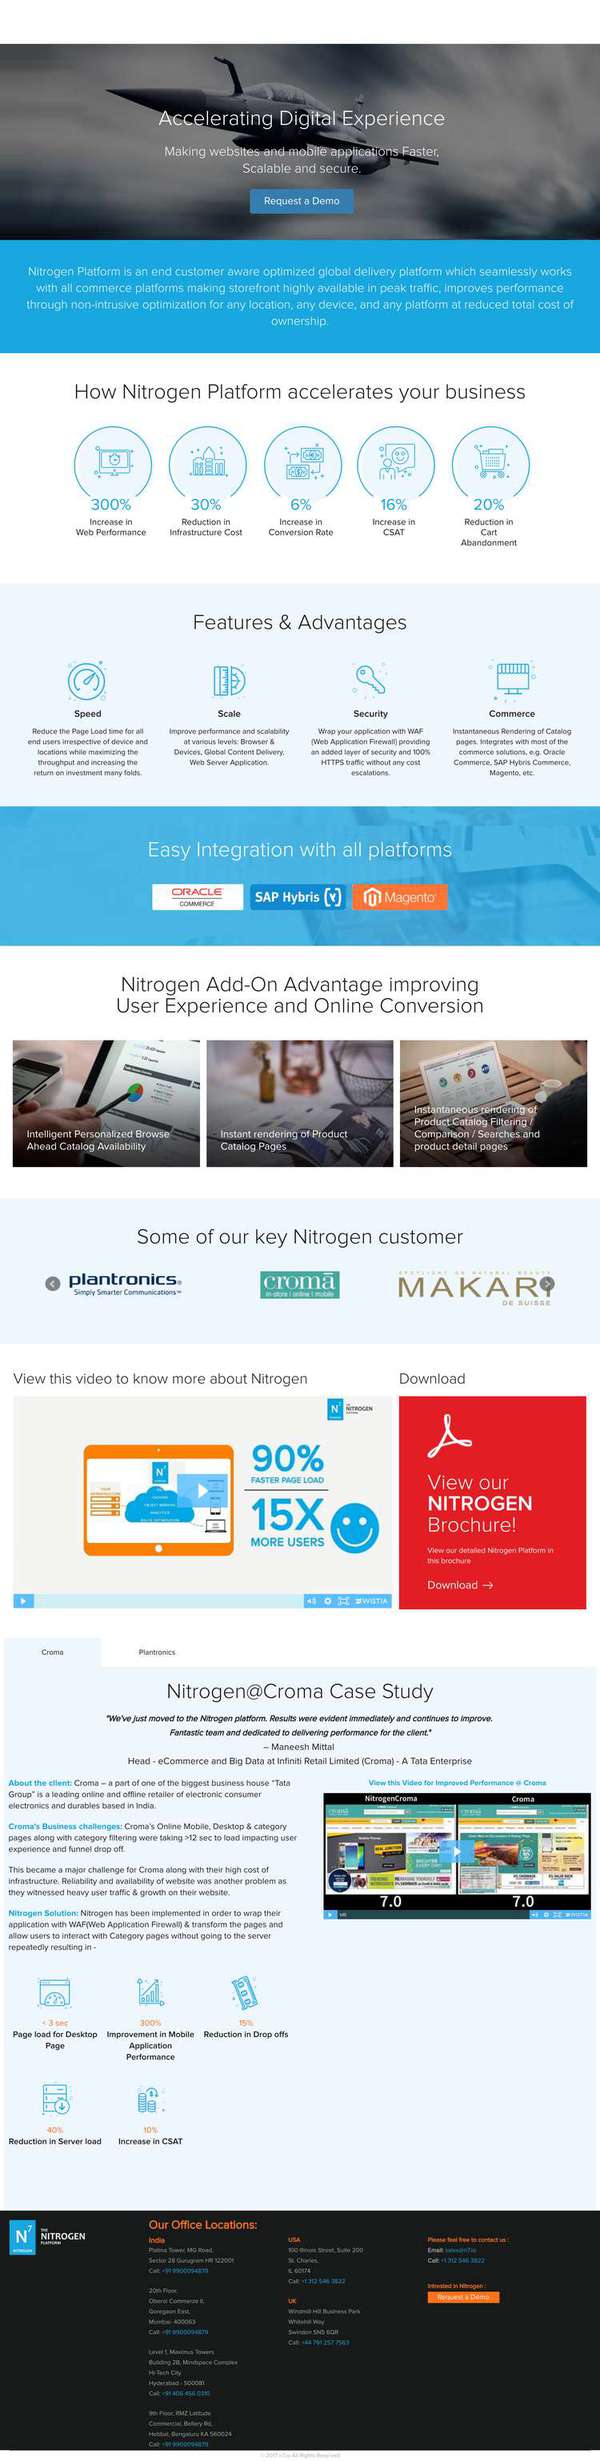 Accelerating Digital Experience
Making websites and mobile applications Faster,
Scalable and secure.
Request a Demo
Nitrogen Platform is an end customer aware optimized global delivery platform which seamlessly works
with all commerce platforms making storefront highly available in peak traffic, improves performance
through non-intrusive optimization for any location, any device, and any platform at reduced total cost of
ownership.
How Nitrogen Platform accelerates your business
300%
Increase in
Web Performance
30%
Reduction in
Infrastructure Cost
6%
Increase in
Conversion Rate
16%
Increase in
CSAT
20%
Reduction in
Cart
Abandonment
Features & Advantages
Speed
Reduce the Page Load time for all
end users irrespective of device and
locations while maximizing the
throughput and increasing the
return on investment many folds.
Scale
Improve performance and scalability
at various levels: Browser &
Devices, Global Content Delivery,
Web Server Application.
Security
Wrap your application with WAF
(Web Application Firewall) providing
an added layer of security and 100%
HTTPS traffic without any cost
escalations.
Commerce
Instantaneous Rendering of Catalog
pages. Integrates with most of the
commerce solutions, e.g. Oracle
Commerce, SAP Hybris Commerce,
Magento, etc.
Easy Integration with all platforms
ORACLE
COMMERCE
SAP Hybris (y)
Magento
Nitrogen Add-On Advantage improving
User Experience and Online Conversion
Intelligent Personalized Browse
Ahead Catalog Availability
Instant rendering of Product
Catalog Pages
Instantaneous rendering of
Product Catalog Filtering /
Comparison / Searches and
product detail pages
Some of our key Nitrogen customer
plantronics®
Simply Smarter Communications™
cromā
in-store | online | mobile
SPOTLIGHT ON NATURAL BEAUTY
MAKARI
DE SUISSE
View this video to know more about Nitrogen
N7
THE
NITROGEN
PLATFORM
90%
FASTER PAGE LOAD
15X
MORE USERS
WISTIA
Download
View our
NITROGEN
Brochure!
View our detailed Nitrogen Platform in
this brochure
Download →
Croma
Plantronics
Nitrogen@Croma Case Study
"We've just moved to the Nitrogen platform. Results were evident immediately and continues to improve.
Fantastic team and dedicated to delivering performance for the client."
– Maneesh Mittal
Head - eCommerce and Big Data at Infiniti Retail Limited (Croma) - A Tata Enterprise
About the client: Croma – a part of one of the biggest business house "Tata
Group" is a leading online and offline retailer of electronic consumer
electronics and durables based in India.
Croma's Business challenges: Croma's Online Mobile, Desktop & category
pages along with category filtering were taking >12 sec to load impacting user
experience and funnel drop off.
This became a major challenge for Croma along with their high cost of
infrastructure. Reliability and availability of website was another problem as
they witnessed heavy user traffic & growth on their website.
Nitrogen Solution: Nitrogen has been implemented in order to wrap their
application with WAF(Web Application Firewall) & transform the pages and
allow users to interact with Category pages without going to the server
repeatedly resulting in -
View this Video for Improved Performance @ Croma
NitrogenCroma
Croma
7.0
7.0
WISTIA
< 3 sec
Page load for Desktop
Page
300%
Improvement in Mobile
Application
Performance
15%
Reduction in Drop offs
40%
Reduction in Server load
10%
Increase in CSAT
N7
NITROGEN
THE
NITROGEN
PLATFORM
Our Office Locations:
India
Platina Tower, MG Road,
Sector 28 Gurugram HR 122001
Call: +91 9900094879
20th Floor,
Oberoi Commerze II,
Goregaon East,
Mumbai- 400063
Call: +91 9900094879
Level 1, Maximus Towers
Building 2B, Mindspace Complex
Hi-Tech City
Hyderabad - 500081
Call: +91 406 456 0310
9th Floor, RMZ Latitude
Commercial, Bellary Rd,
Hebbal, Bengaluru KA 560024
Call: +91 9900094879
USA
100 Illinois Street, Suite 200
St. Charles,
IL 60174
Call: +1 312 546 3822
UK
Windmill Hill Business Park
Whitehill Way
Swindon SN5 6QR
Call: +44 791 257 7563
Please feel free to contact us :
Email: sales@n7.io
Call: +1 312 546 3822
Intrested in Nitrogen :
Request a Demo
© 2017 n7.io All Rights Reserved